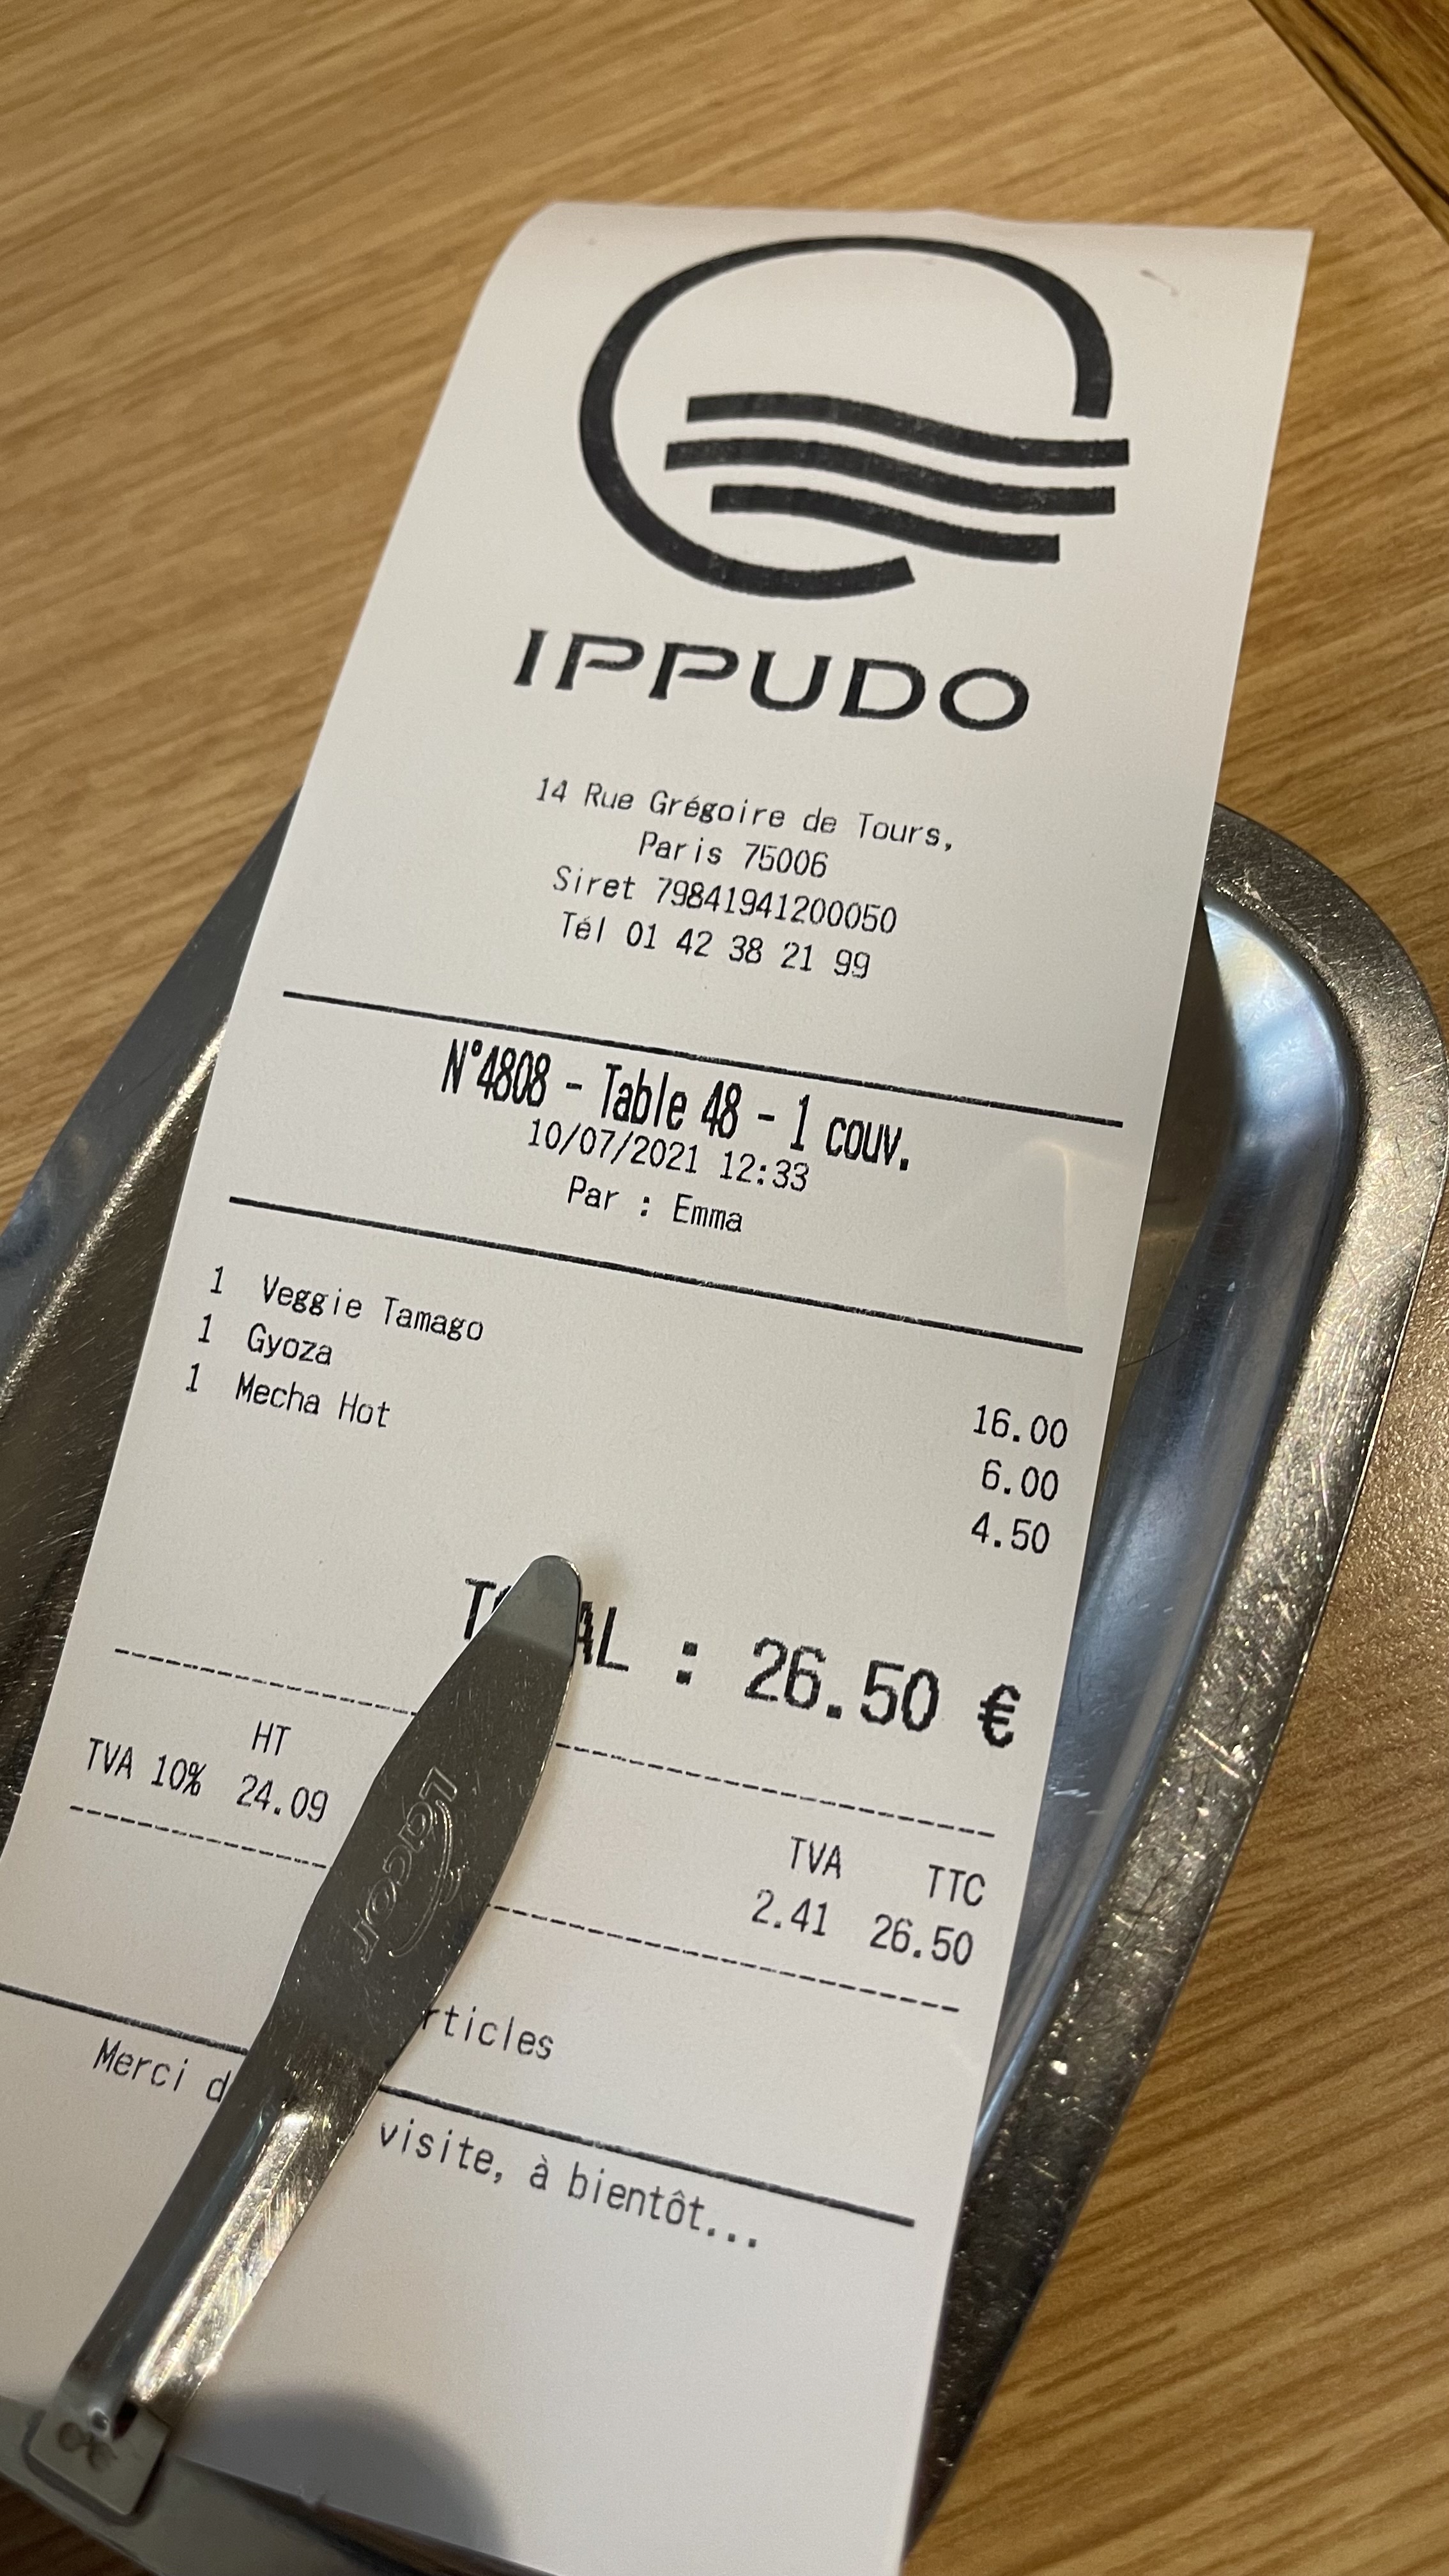 IPPUDO
14 Rue Grégoire de Tours,
Paris 75006
Siret 79841941200050
Tél 01 42 38 21 99
N°4808 - Table 48 - 1 couv.
10/07/2021 12:33
Par : Emma
1 Veggie Tamago 16.00
1 Gyoza 6.00
1 Mecha Hot 4.50
: 26.50 €
HT TVA TTC
TVA 10% 24.09 2.41 26.50
Merci visite, à bientôt...
Lacor